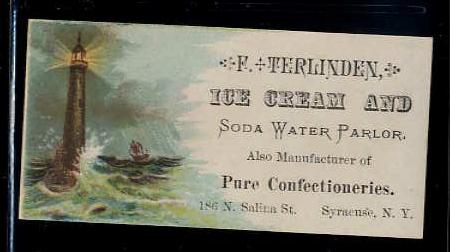 F. TERLINDEN,
ICE CREAM AND
SODA WATER PARLOR.
Also Manufacturer of
Pure Confectioneries.
186 N. Salina St. Syracuse, N. Y.